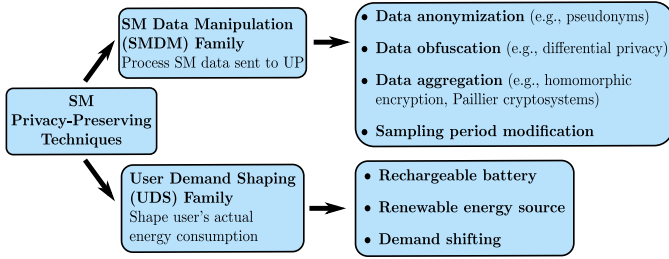 SM
Privacy-Preserving
Techniques
SM Data Manipulation
(SMDM) Family
Process SM data sent to UP
• Data anonymization (e.g., pseudonyms)
• Data obfuscation (e.g., differential privacy)
• Data aggregation (e.g., homomorphic
encryption, Paillier cryptosystems)
• Sampling period modification
User Demand Shaping
(UDS) Family
Shape user's actual
energy consumption
• Rechargeable battery
• Renewable energy source
• Demand shifting